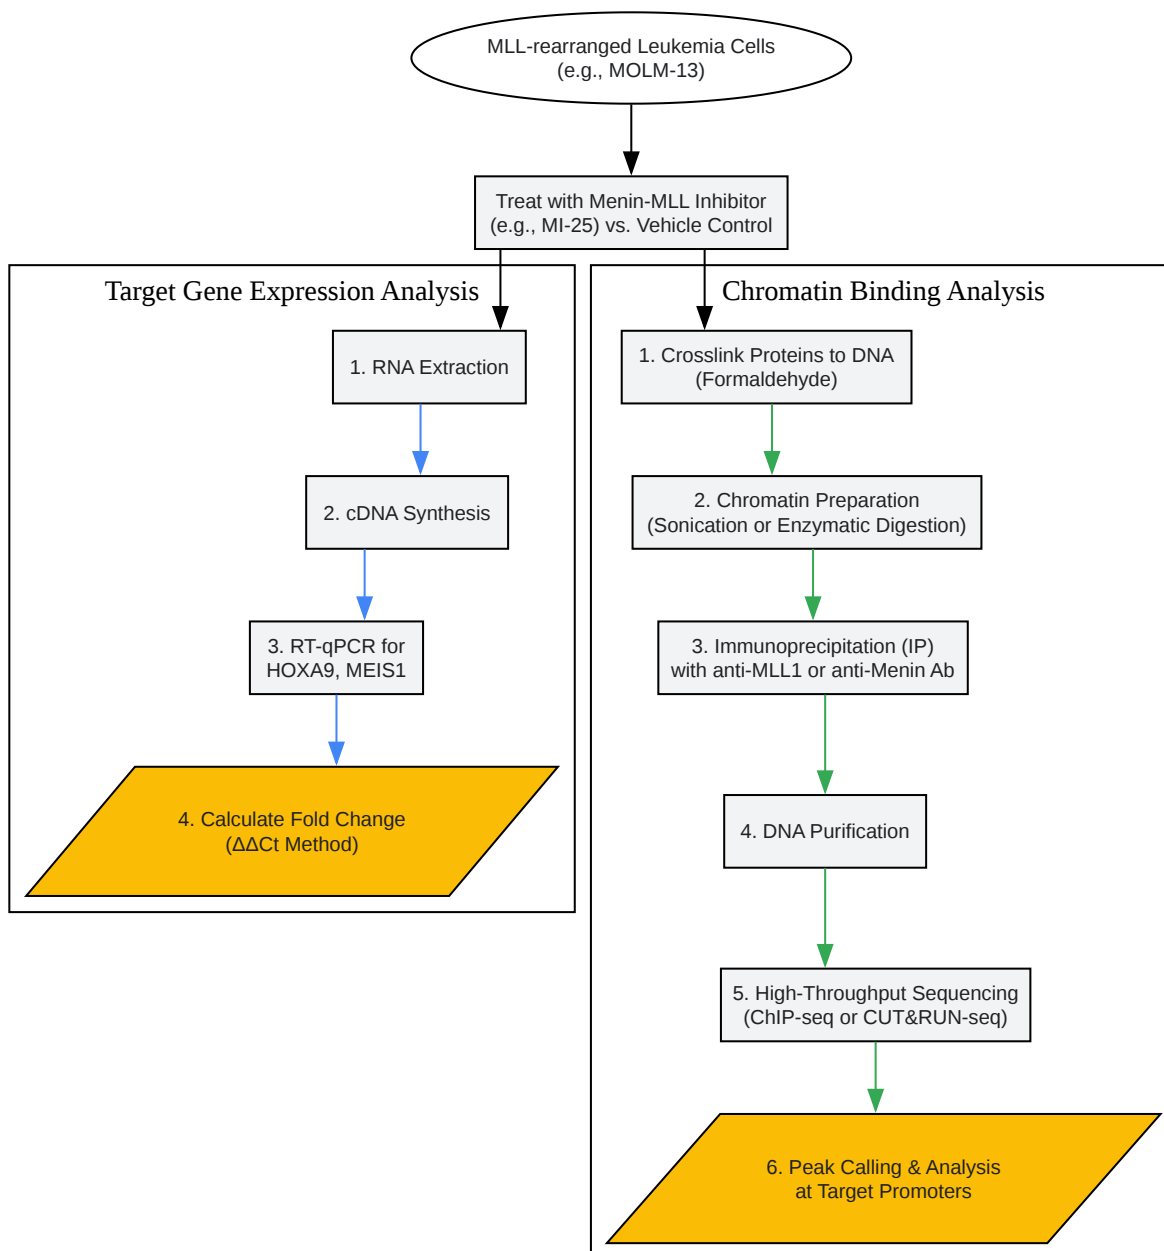 MLL-rearranged Leukemia Cells
(e.g., MOLM-13)
Treat with Menin-MLL Inhibitor
(e.g., MI-25) vs. Vehicle Control
Target Gene Expression Analysis
1. RNA Extraction
2. cDNA Synthesis
3. RT-qPCR for
HOXA9, MEIS1
4. Calculate Fold Change
(ΔΔCt Method)
Chromatin Binding Analysis
1. Crosslink Proteins to DNA
(Formaldehyde)
2. Chromatin Preparation
(Sonication or Enzymatic Digestion)
3. Immunoprecipitation (IP)
with anti-MLL1 or anti-Menin Ab
4. DNA Purification
5. High-Throughput Sequencing
(ChIP-seq or CUT&RUN-seq)
6. Peak Calling & Analysis
at Target Promoters